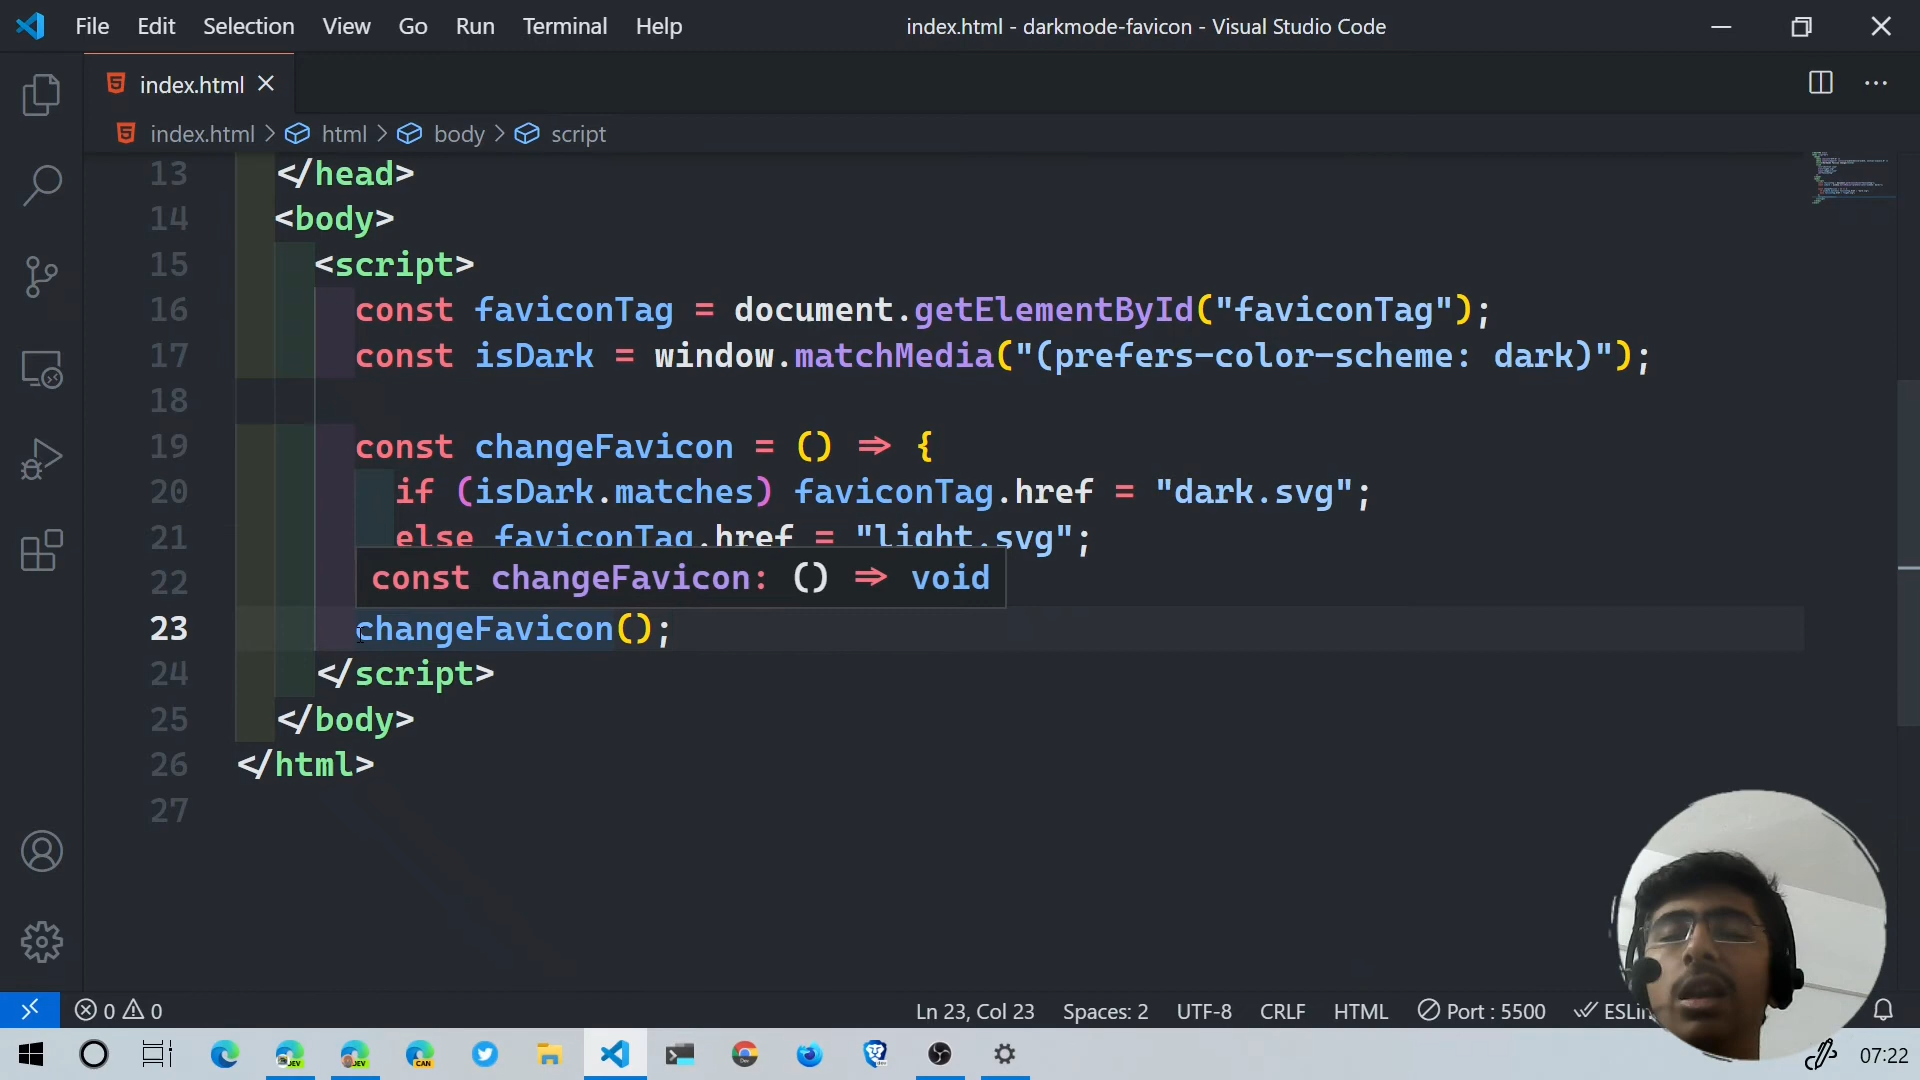 File Edit Selection View Go Run Terminal Help index.html - darkmode-favicon - Visual Studio Code
index.html
index.html > html > body > script
13 </head>
14 <body>
15 <script>
16 const faviconTag = document.getElementById("faviconTag");
17 const isDark = window.matchMedia("(prefers-color-scheme: dark)");
18
19 const changeFavicon = () => {
20 if (isDark.matches) faviconTag.href = "dark.svg";
21 else faviconTag.href = "light.svg";
22 const changeFavicon: () => void
23 changeFavicon();
24 </script>
25 </body>
26 </html>
27
0 0 Ln 23, Col 23 Spaces: 2 UTF-8 CRLF HTML Port : 5500
DEV DEV CAN 07:22